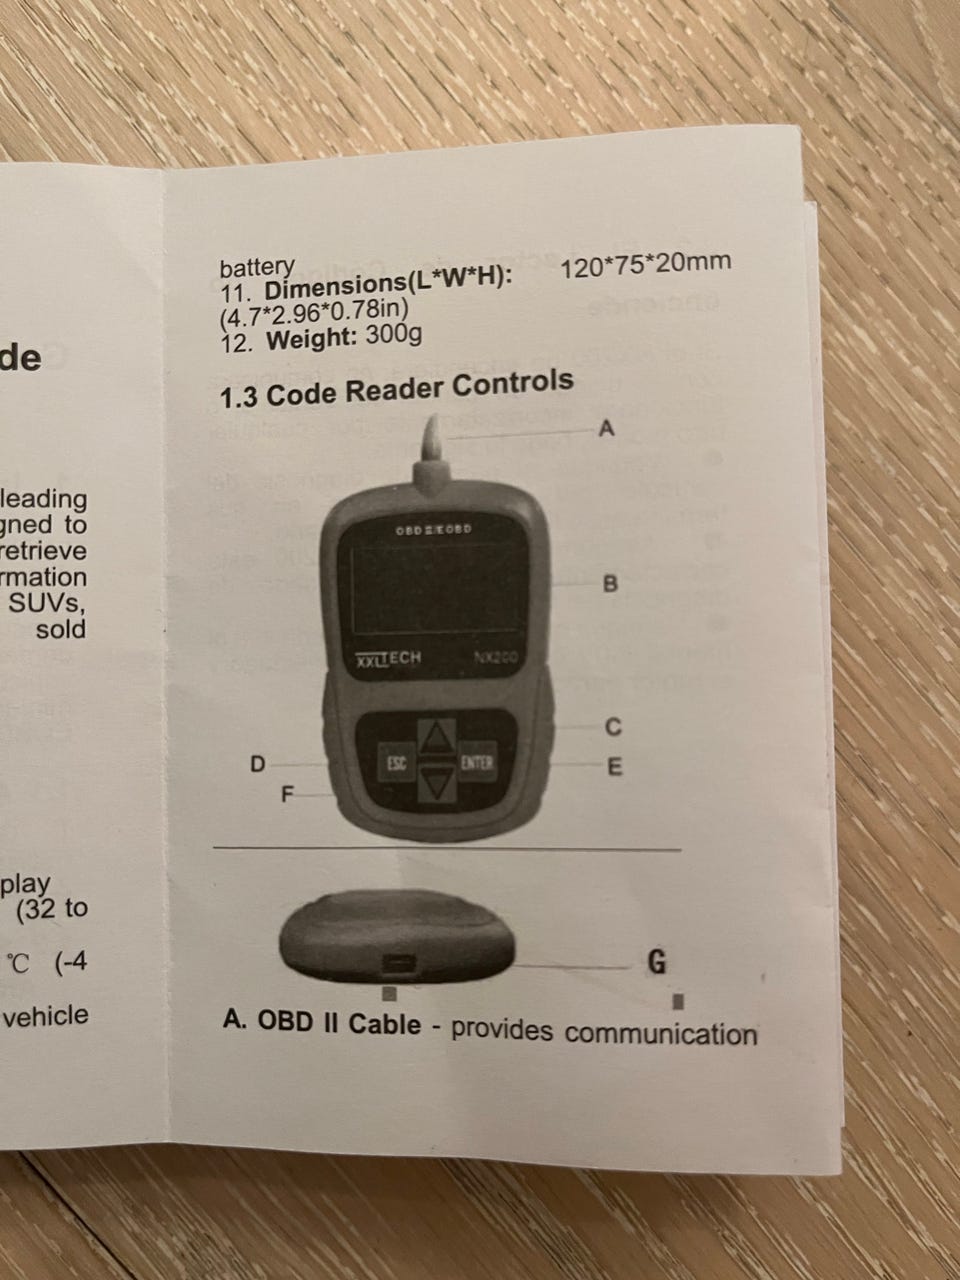 de
leading
gned to
retrieve
rmation
SUVs,
sold
play
(32 to
℃ (-4
vehicle
battery
11. Dimensions(L*W*H): 120*75*20mm
(4.7*2.96*0.78in)
12. Weight: 300g
1.3 Code Reader Controls
A
OBDⅡ/EOBD
B
XXLTECH NX200
C
D
ESC ENTER
E
F
G
A. OBD II Cable - provides communication